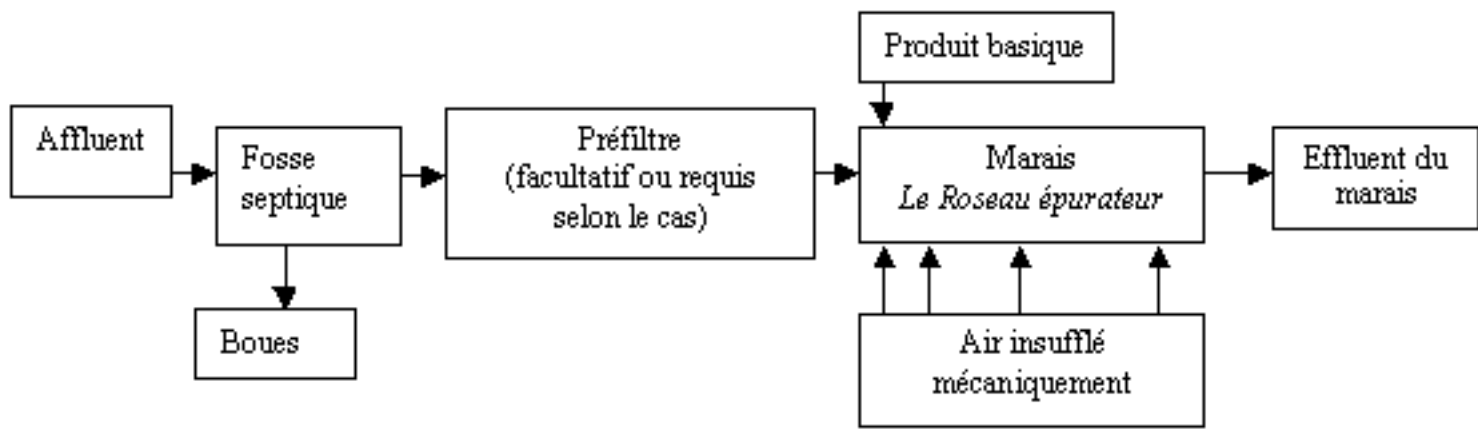 Produit basique
Affluent
Fosse
septique
Préfiltre
(facultatif ou requis
selon le cas)
Marais
Le Roseau épurateur
Effluent du
marais
Boues
Air insufflé
mécaniquement